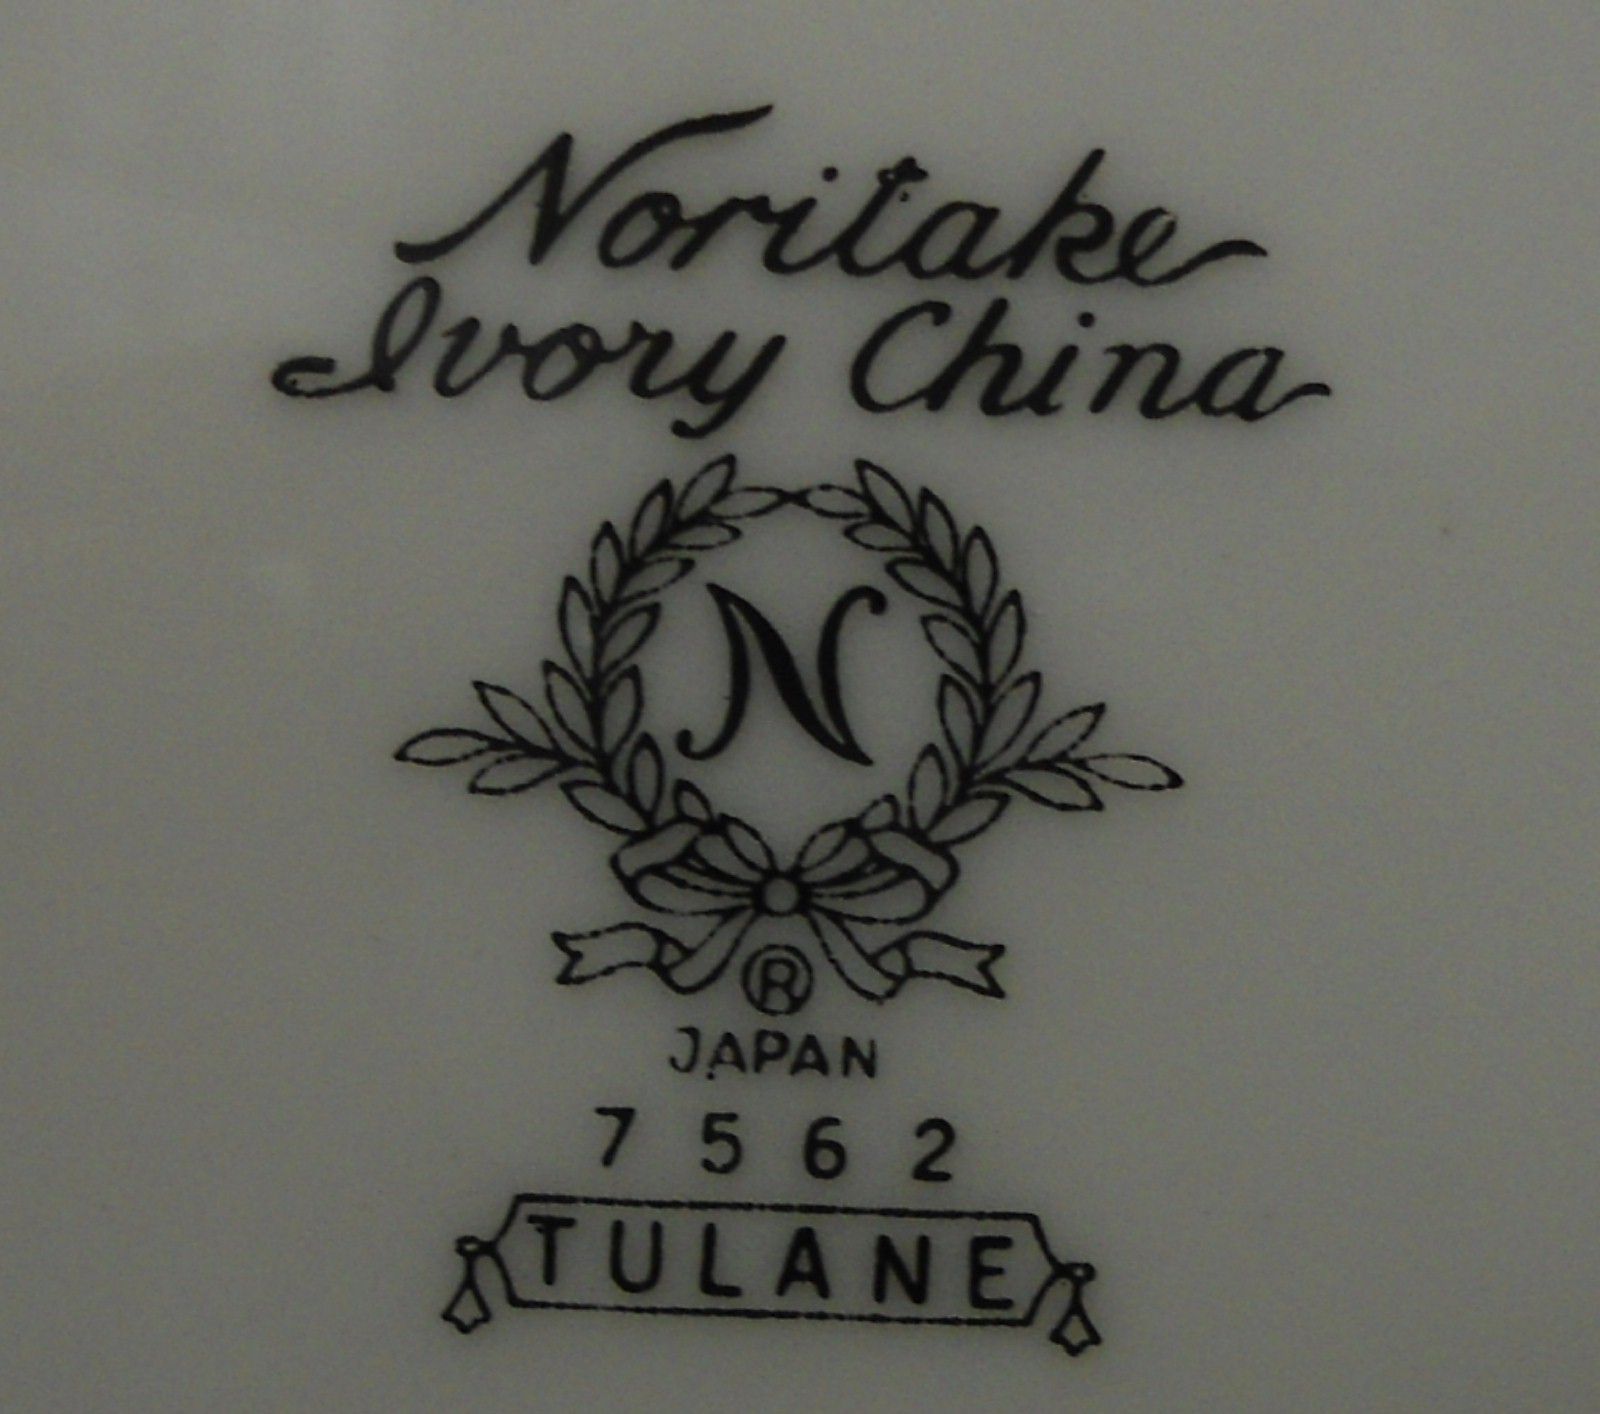 Noritake
Ivory China
N
®
JAPAN
7562
TULANE